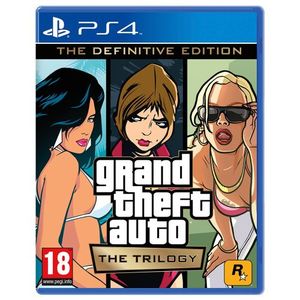 PS4
THE DEFINITIVE EDITION
grand
theft
auto
THE TRILOGY
18
www.pegi.info
R